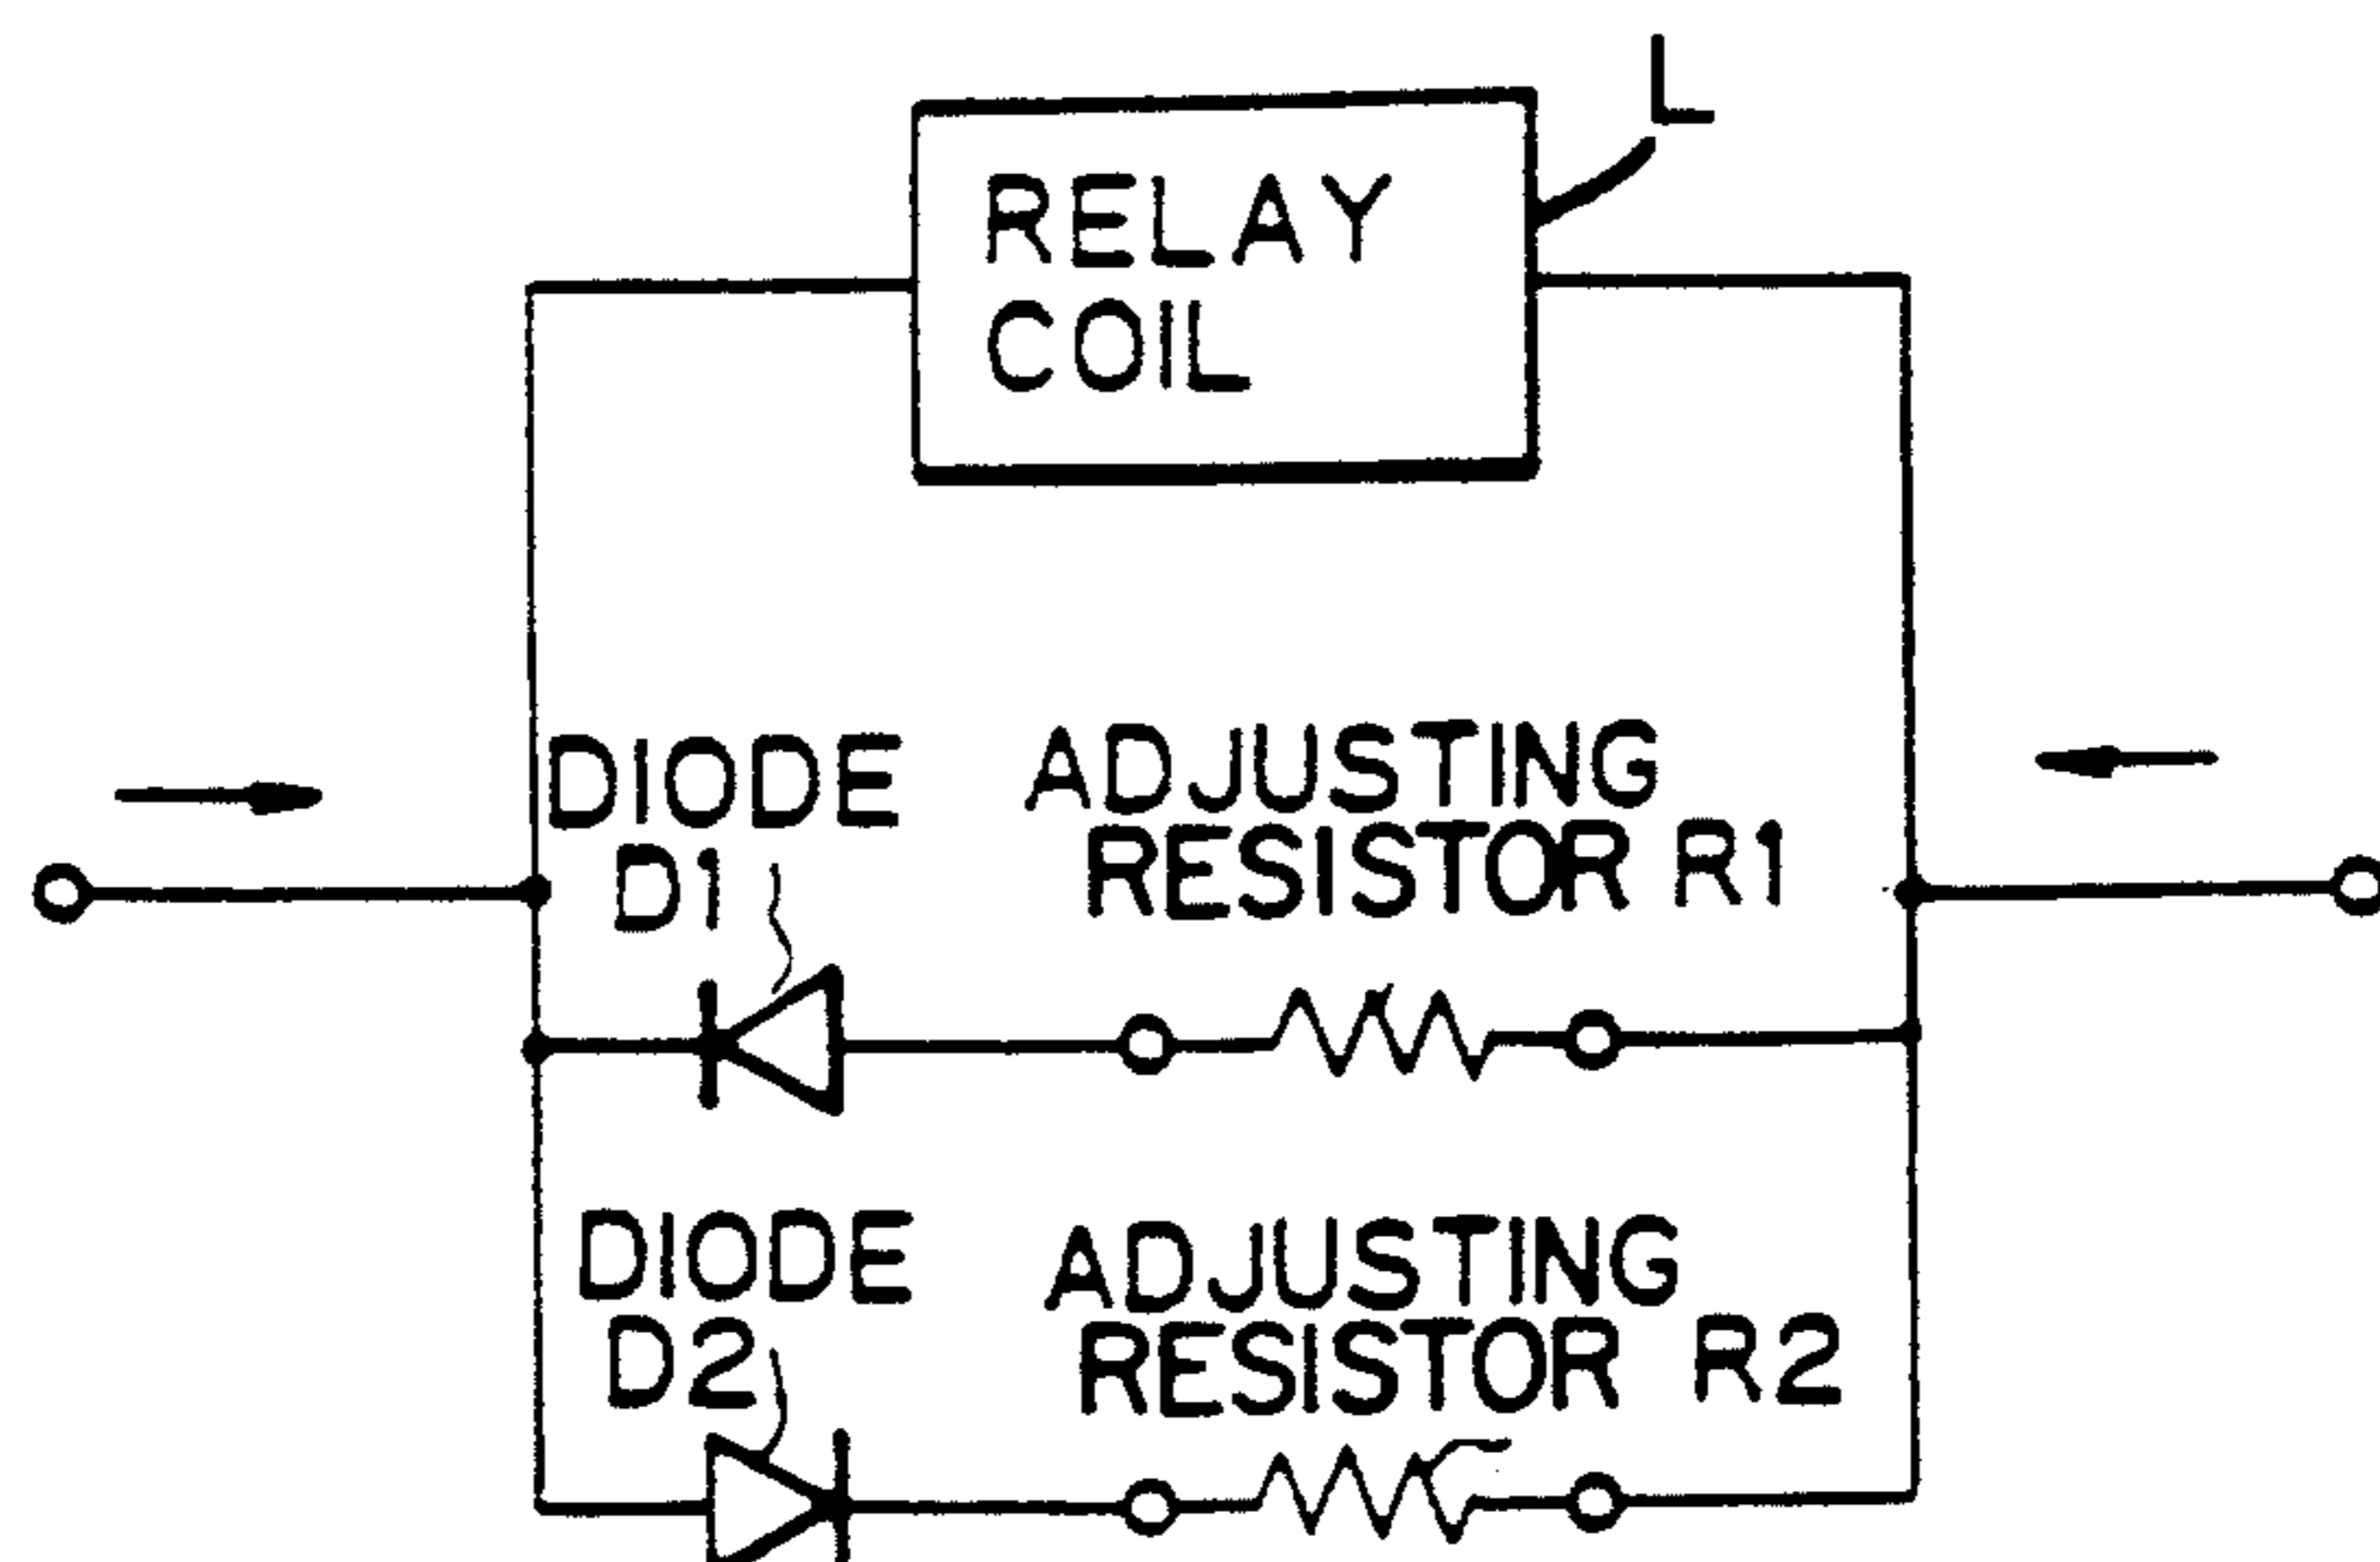 L
RELAY
COIL
DIODE
D1
ADJUSTING
RESISTOR R1
DIODE
D2
ADJUSTING
RESISTOR R2